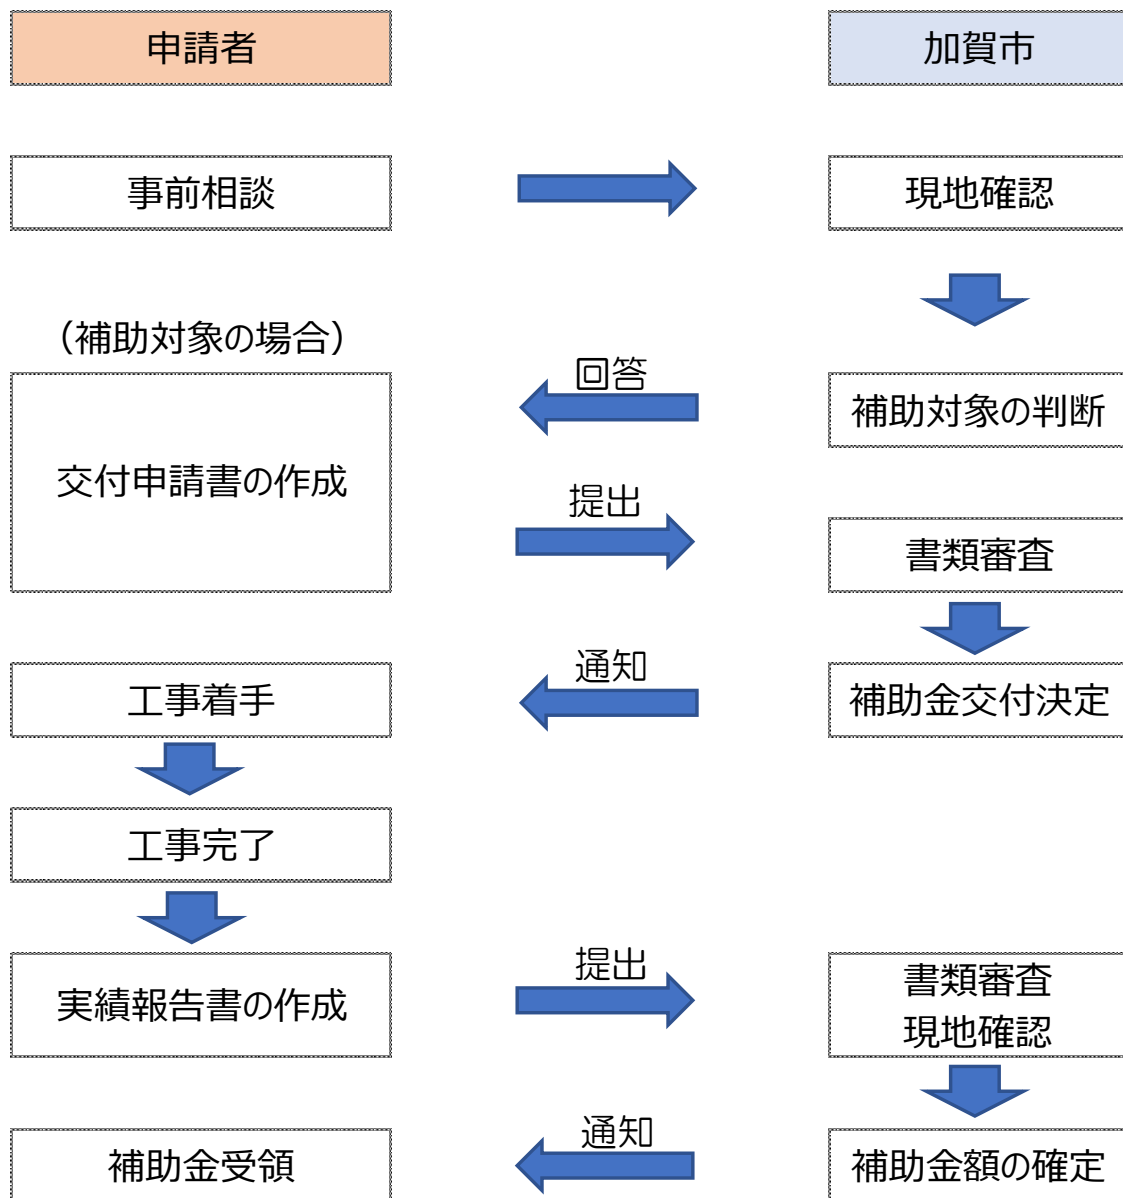 申請者
加賀市
事前相談
現地確認
（補助対象の場合）
回答
補助対象の判断
交付申請書の作成
提出
書類審査
通知
工事着手
補助金交付決定
工事完了
提出
実績報告書の作成
書類審査
現地確認
通知
補助金受領
補助金額の確定